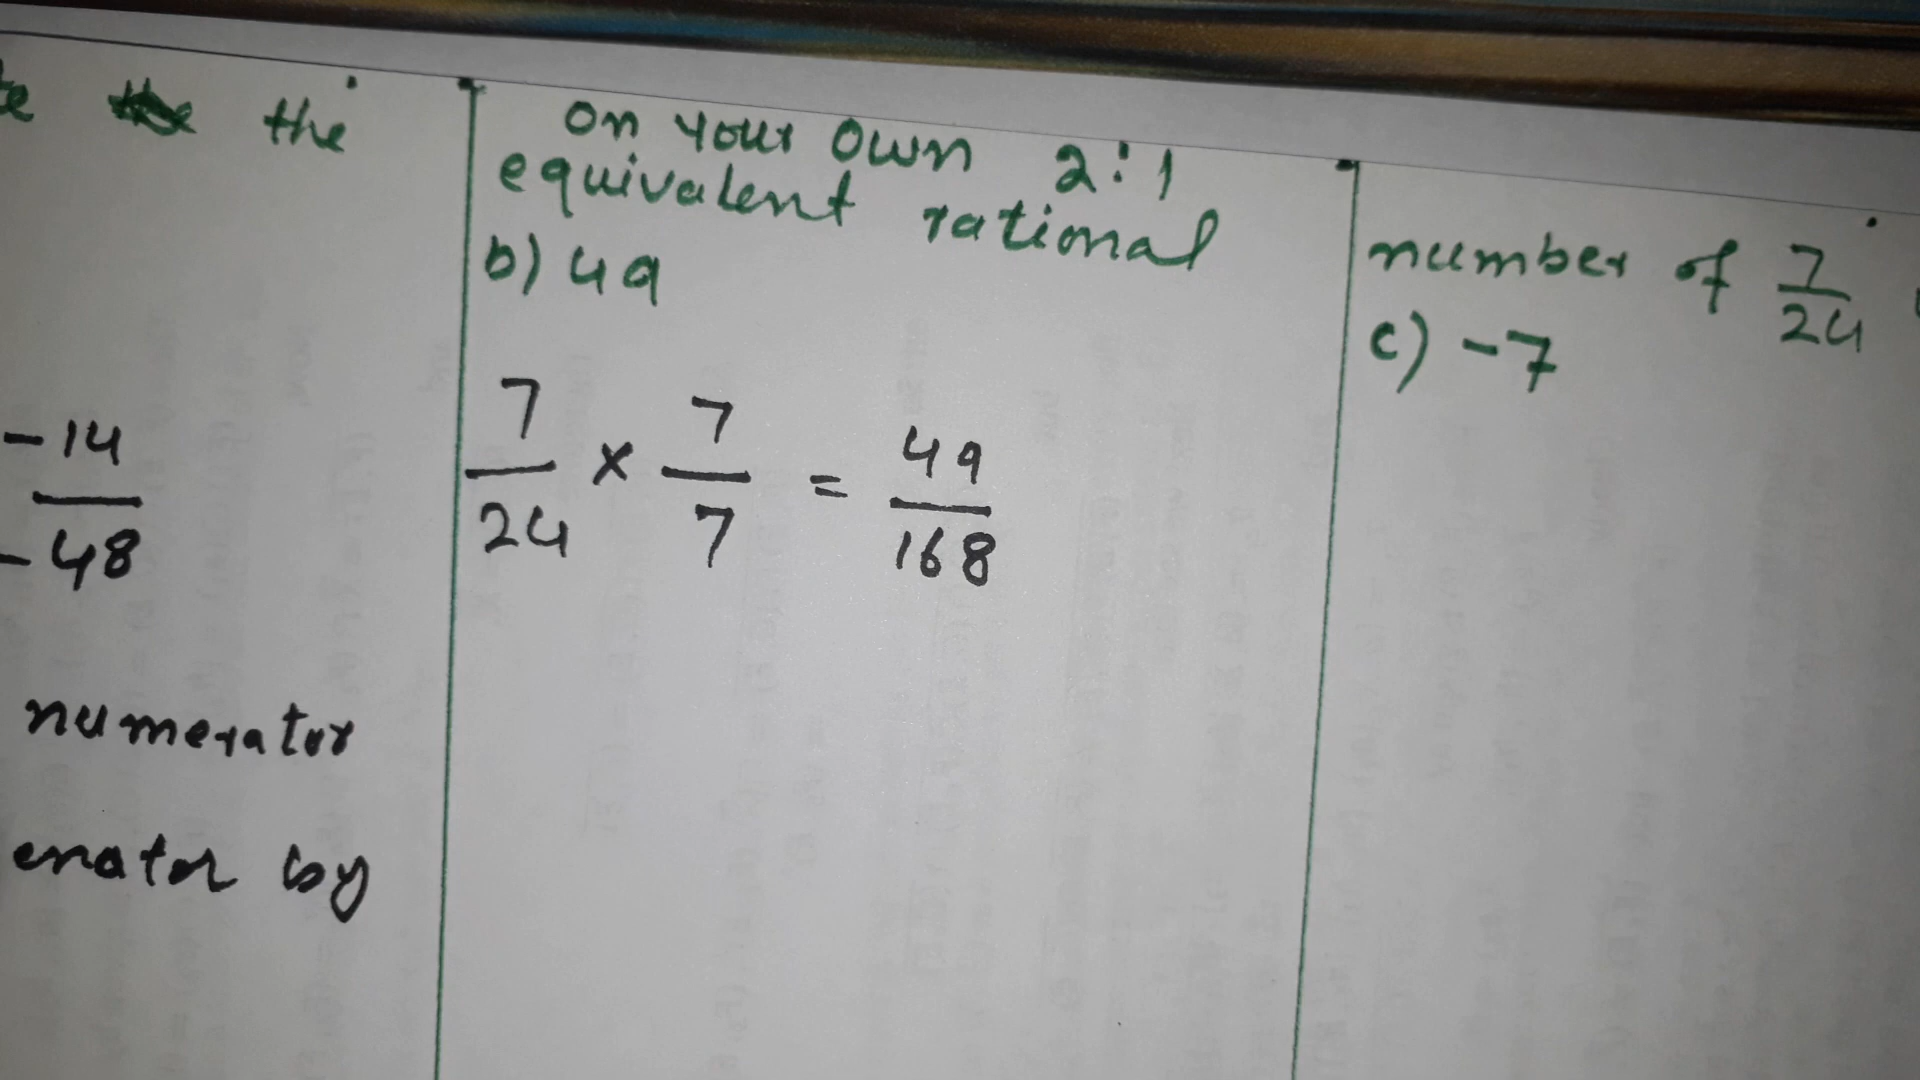 the on your own 2:1
equivalent rational number of 7/24
b) 49
c) -7
-14/-48
7/24 × 7/7 = 49/168
numerator
enator by